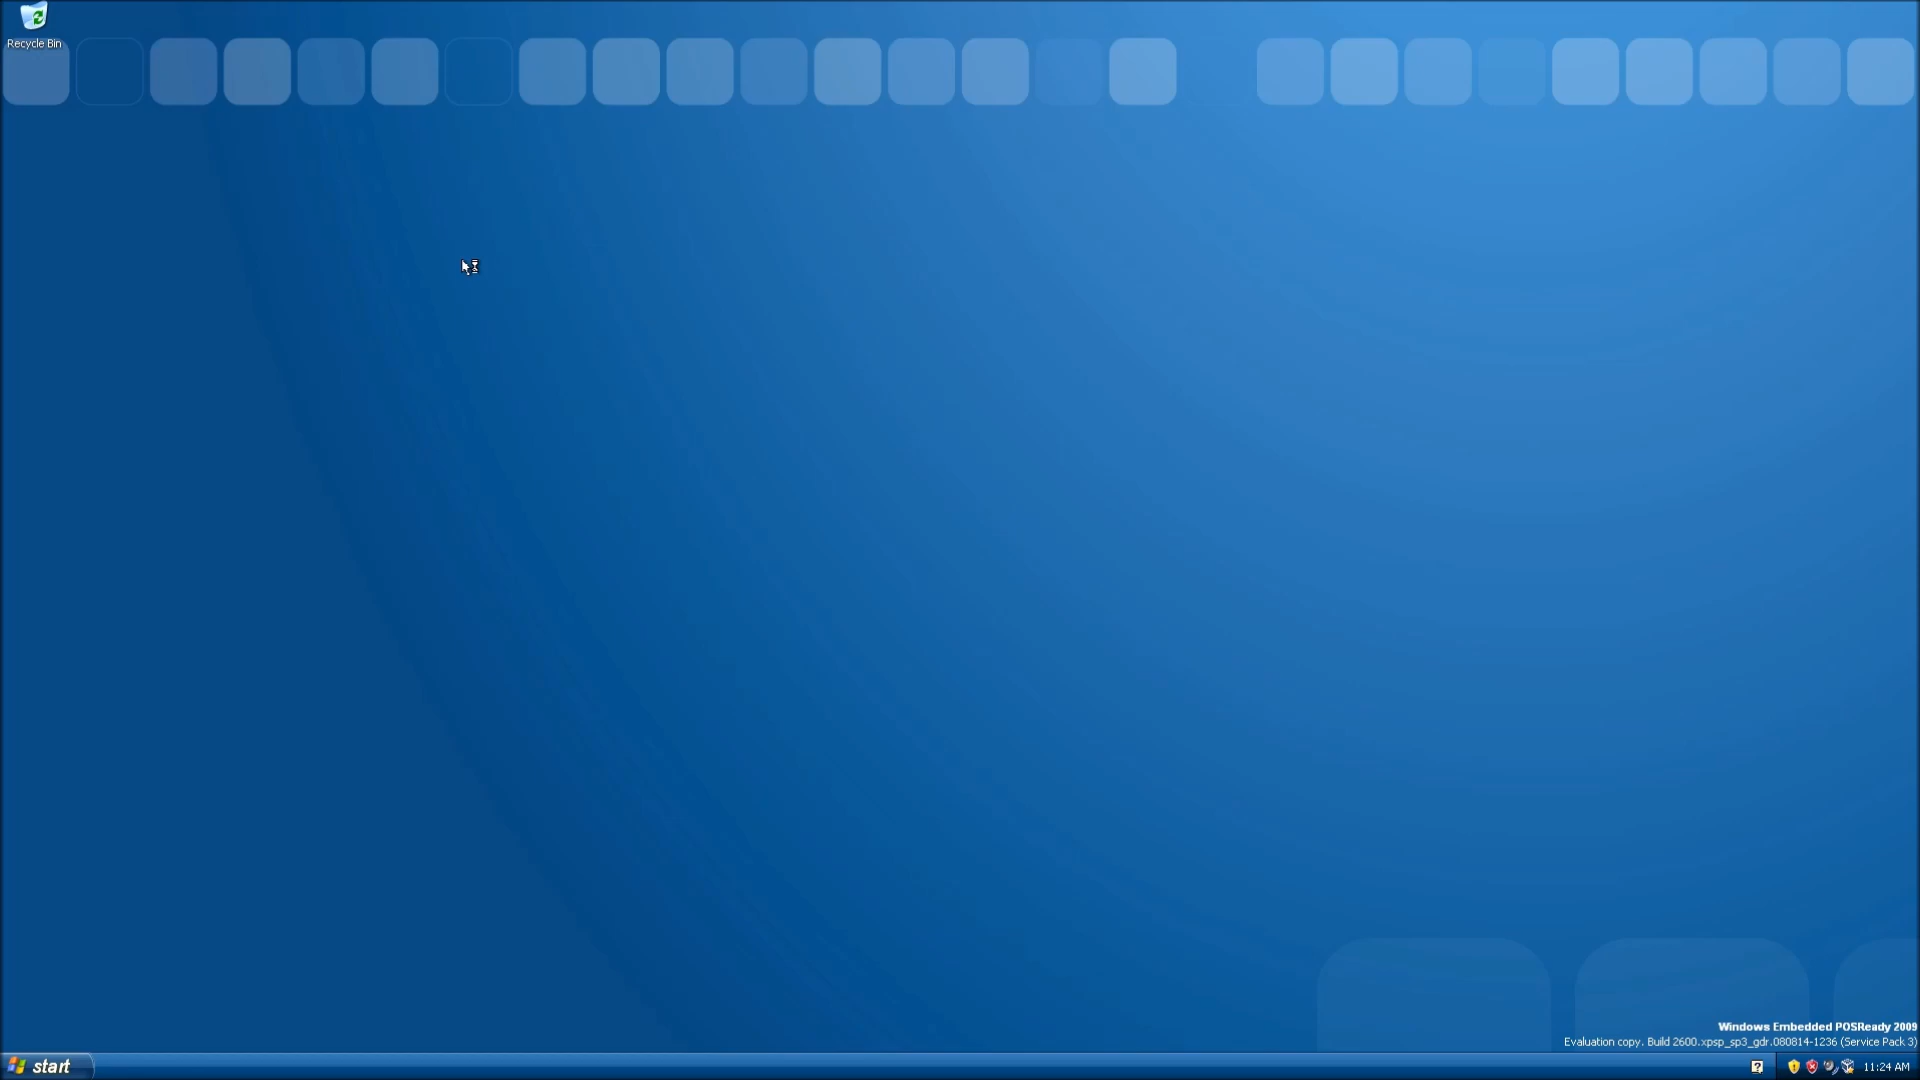 Recycle Bin
Windows Embedded POSReady 2009
Evaluation copy. Build 2600.xpsp_sp3_gdr.080814-1236 (Service Pack 3)
start
11:24 AM